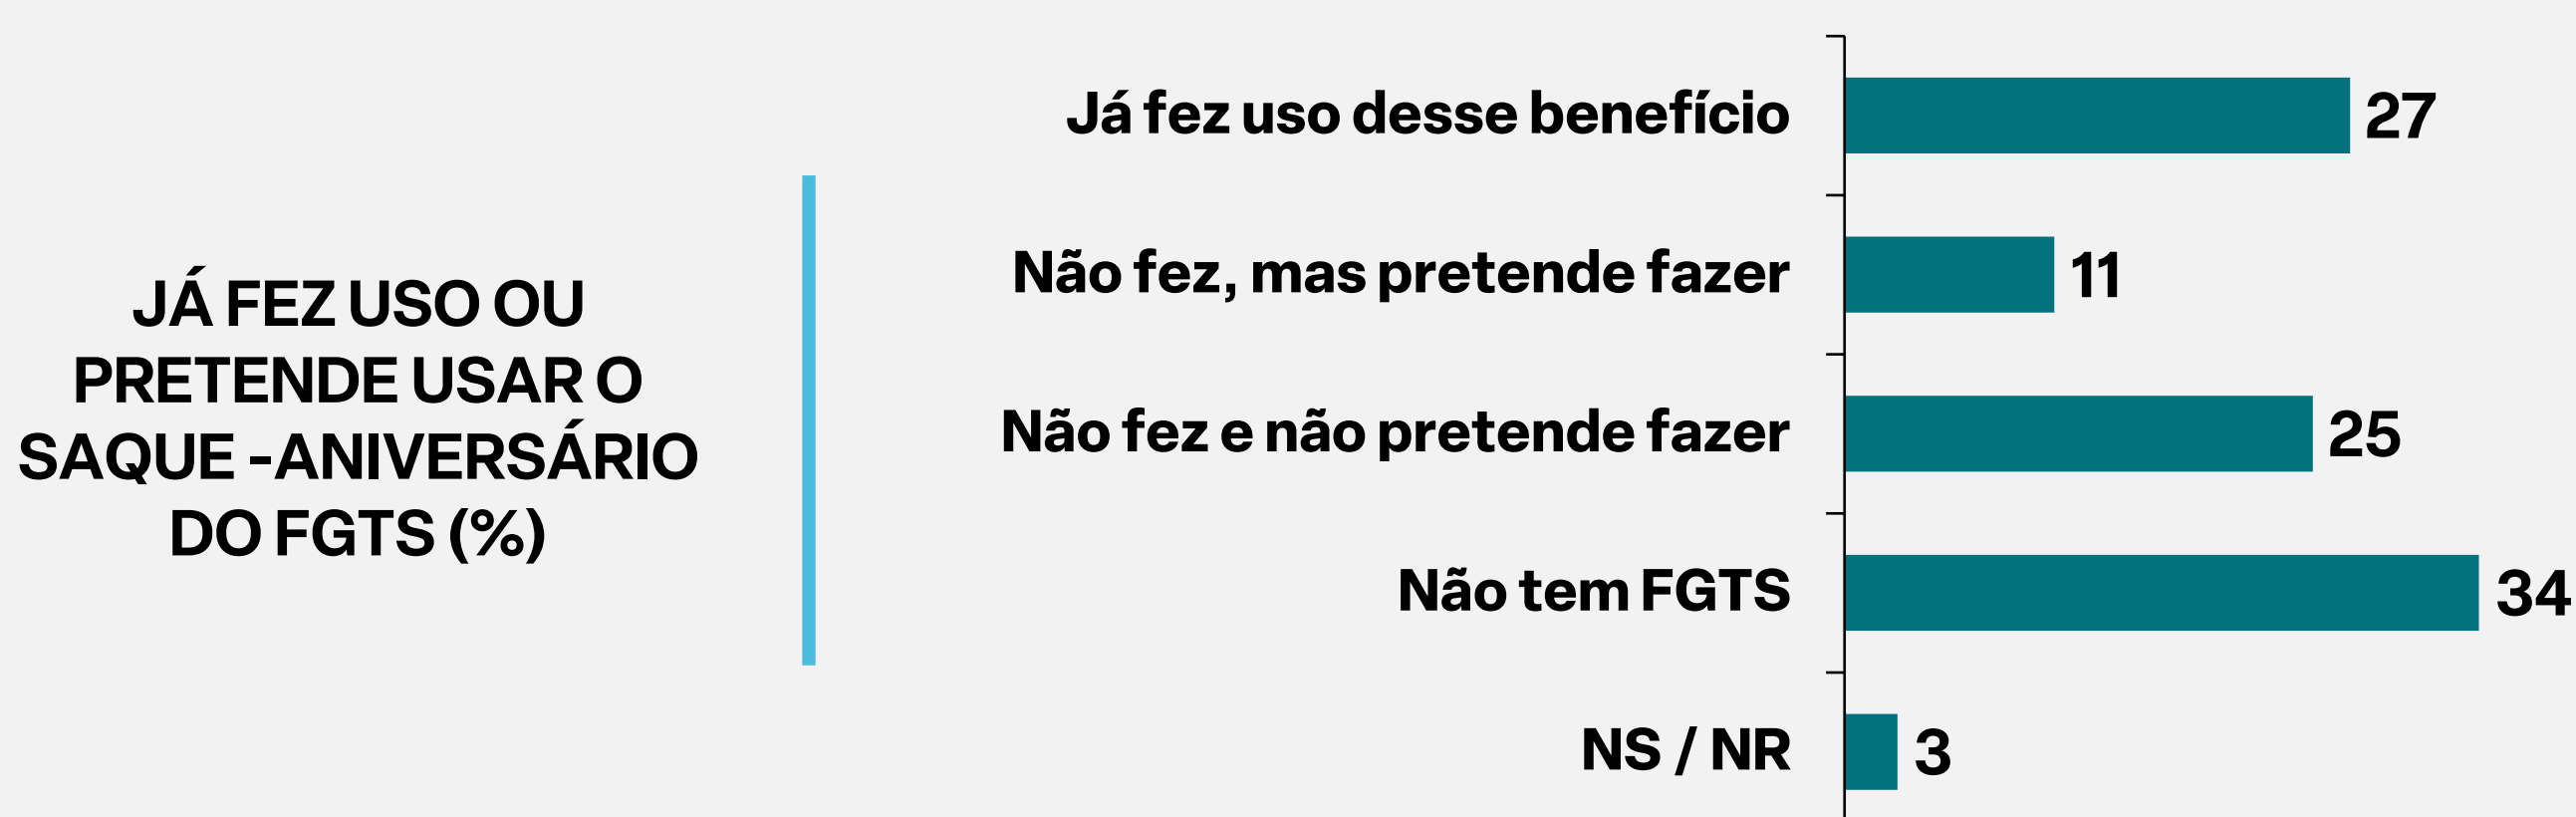 JÁ FEZ USO OU
PRETENDE USAR O
SAQUE -ANIVERSÁRIO
DO FGTS (%)
Já fez uso desse benefício 27
Não fez, mas pretende fazer 11
Não fez e não pretende fazer 25
Não tem FGTS 34
NS / NR 3